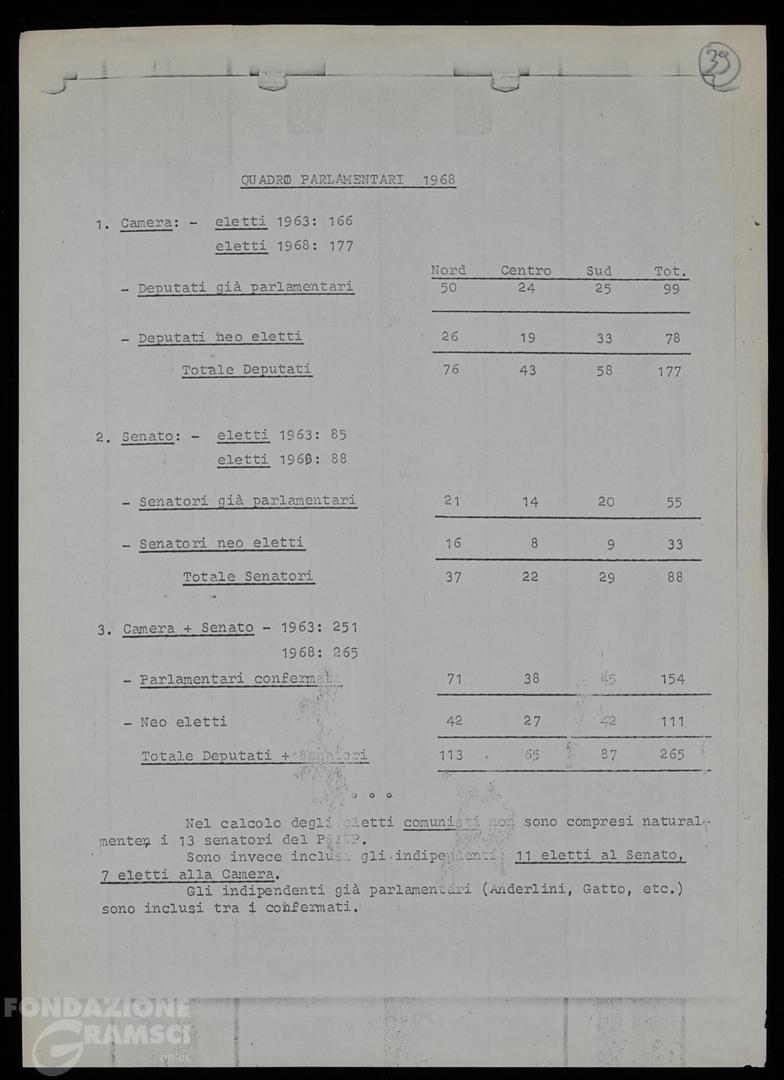 39
QUADRO PARLAMENTARI 1968
1. Camera: - eletti 1963: 166
eletti 1968: 177
Nord Centro Sud Tot.
- Deputati già parlamentari 50 24 25 99
- Deputati neo eletti 26 19 33 78
Totale Deputati 76 43 58 177
2. Senato: - eletti 1963: 85
eletti 1968: 88
- Senatori già parlamentari 21 14 20 55
- Senatori neo eletti 16 8 9 33
Totale Senatori 37 22 29 88
3. Camera + Senato - 1963: 251
1968: 265
- Parlamentari confermati 71 38 45 154
- Neo eletti 42 27 42 111
Totale Deputati + Senatori 113 65 87 265
o o o
Nel calcolo degli eletti comunisti non sono compresi natural-
mente i 13 senatori del PSIUP.
Sono invece inclusi gli indipendenti: 11 eletti al Senato,
7 eletti alla Camera.
Gli indipendenti già parlamentari (Anderlini, Gatto, etc.)
sono inclusi tra i confermati.
FONDAZIONE
GRAMSCI
onlus